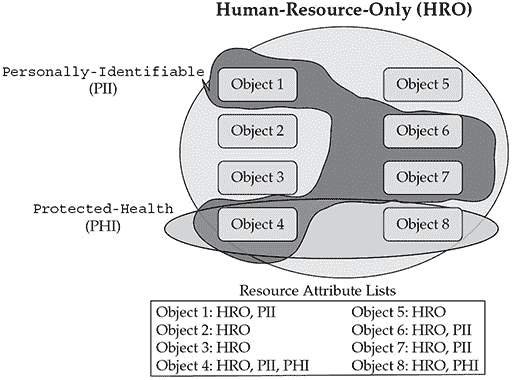 Human-Resource-Only (HRO)
Personally-Identifiable
(PII)
Object 1
Object 5
Object 2
Object 6
Object 3
Object 7
Protected-Health
(PHI)
Object 4
Object 8
Resource Attribute Lists
Object 1: HRO, PII
Object 5: HRO
Object 2: HRO
Object 6: HRO, PII
Object 3: HRO
Object 7: HRO, PII
Object 4: HRO, PII, PHI
Object 8: HRO, PHI